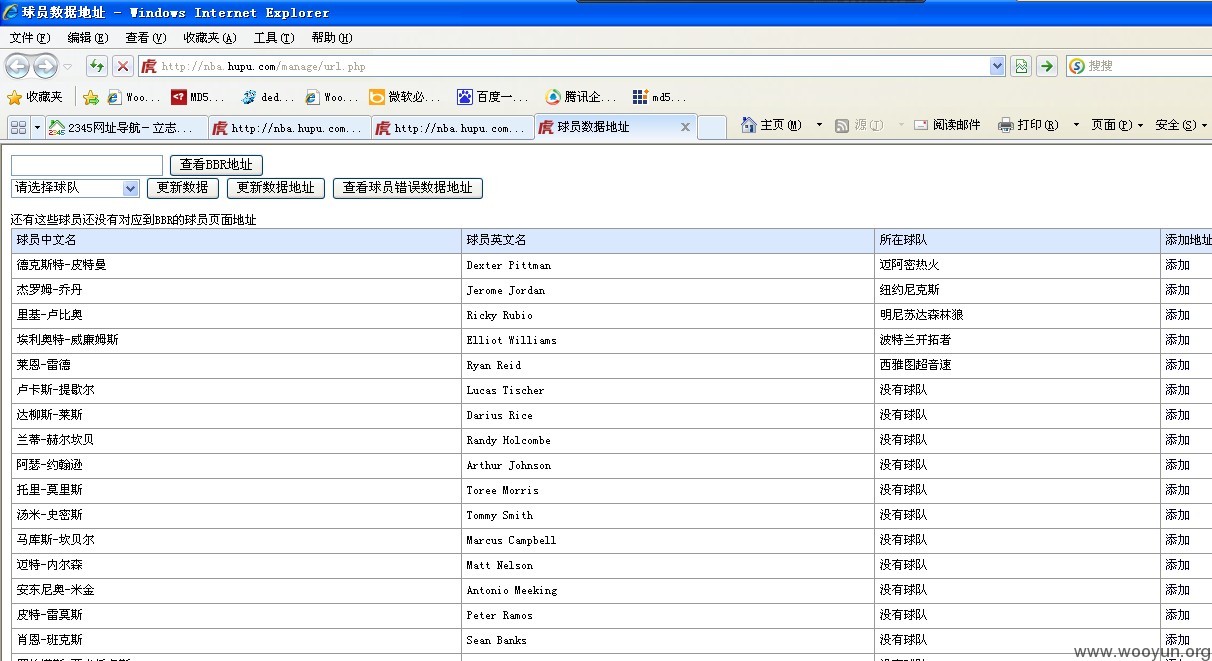 球员数据地址 - Windows Internet Explorer
文件(F) 编辑(E) 查看(V) 收藏夹(A) 工具(T) 帮助(H)
虎 http://nba.hupu.com/manage/url.php 搜搜
收藏夹 Woo... MD5... ded... Woo... 微软必... 百度一... 腾讯企... md5...
2345网址导航－立志... http://nba.hupu.com... http://nba.hupu.com... 球员数据地址 主页(M) 源(J) 阅读邮件 打印(R) 页面(P) 安全(S)
查看BBR地址
请选择球队 更新数据 更新数据地址 查看球员错误数据地址
还有这些球员还没有对应到BBR的球员页面地址
球员中文名 球员英文名 所在球队 添加地址
德克斯特-皮特曼 Dexter Pittman 迈阿密热火 添加
杰罗姆-乔丹 Jerome Jordan 纽约尼克斯 添加
里基-卢比奥 Ricky Rubio 明尼苏达森林狼 添加
埃利奥特-威廉姆斯 Elliot Williams 波特兰开拓者 添加
莱恩-雷德 Ryan Reid 西雅图超音速 添加
卢卡斯-提歇尔 Lucas Tischer 没有球队 添加
达柳斯-莱斯 Darius Rice 没有球队 添加
兰蒂-赫尔坎贝 Randy Holcombe 没有球队 添加
阿瑟-约翰逊 Arthur Johnson 没有球队 添加
托里-莫里斯 Toree Morris 没有球队 添加
汤米-史密斯 Tommy Smith 没有球队 添加
马库斯-坎贝尔 Marcus Campbell 没有球队 添加
迈特-内尔森 Matt Nelson 没有球队 添加
安东尼奥-米金 Antonio Meeking 没有球队 添加
皮特-雷莫斯 Peter Ramos 没有球队 添加
肖恩-班克斯 Sean Banks 没有球队 添加
www.wooyun.org